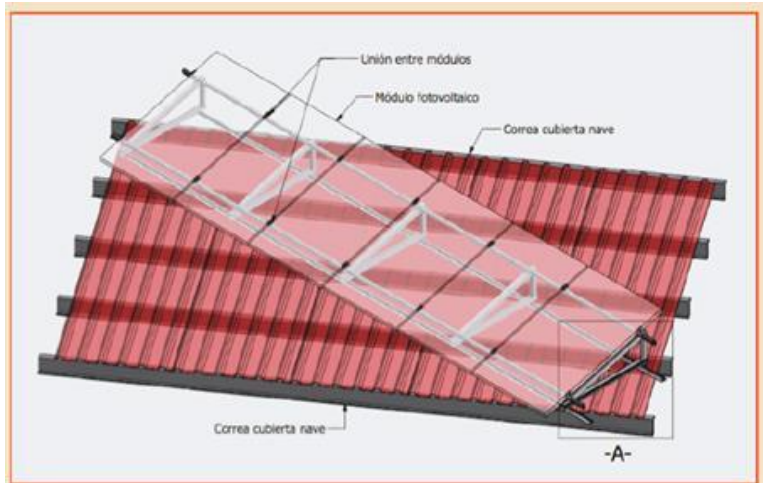 Unión entre módulos
Módulo fotovoltaico
Correa cubierta nave
Correa cubierta nave
-A-